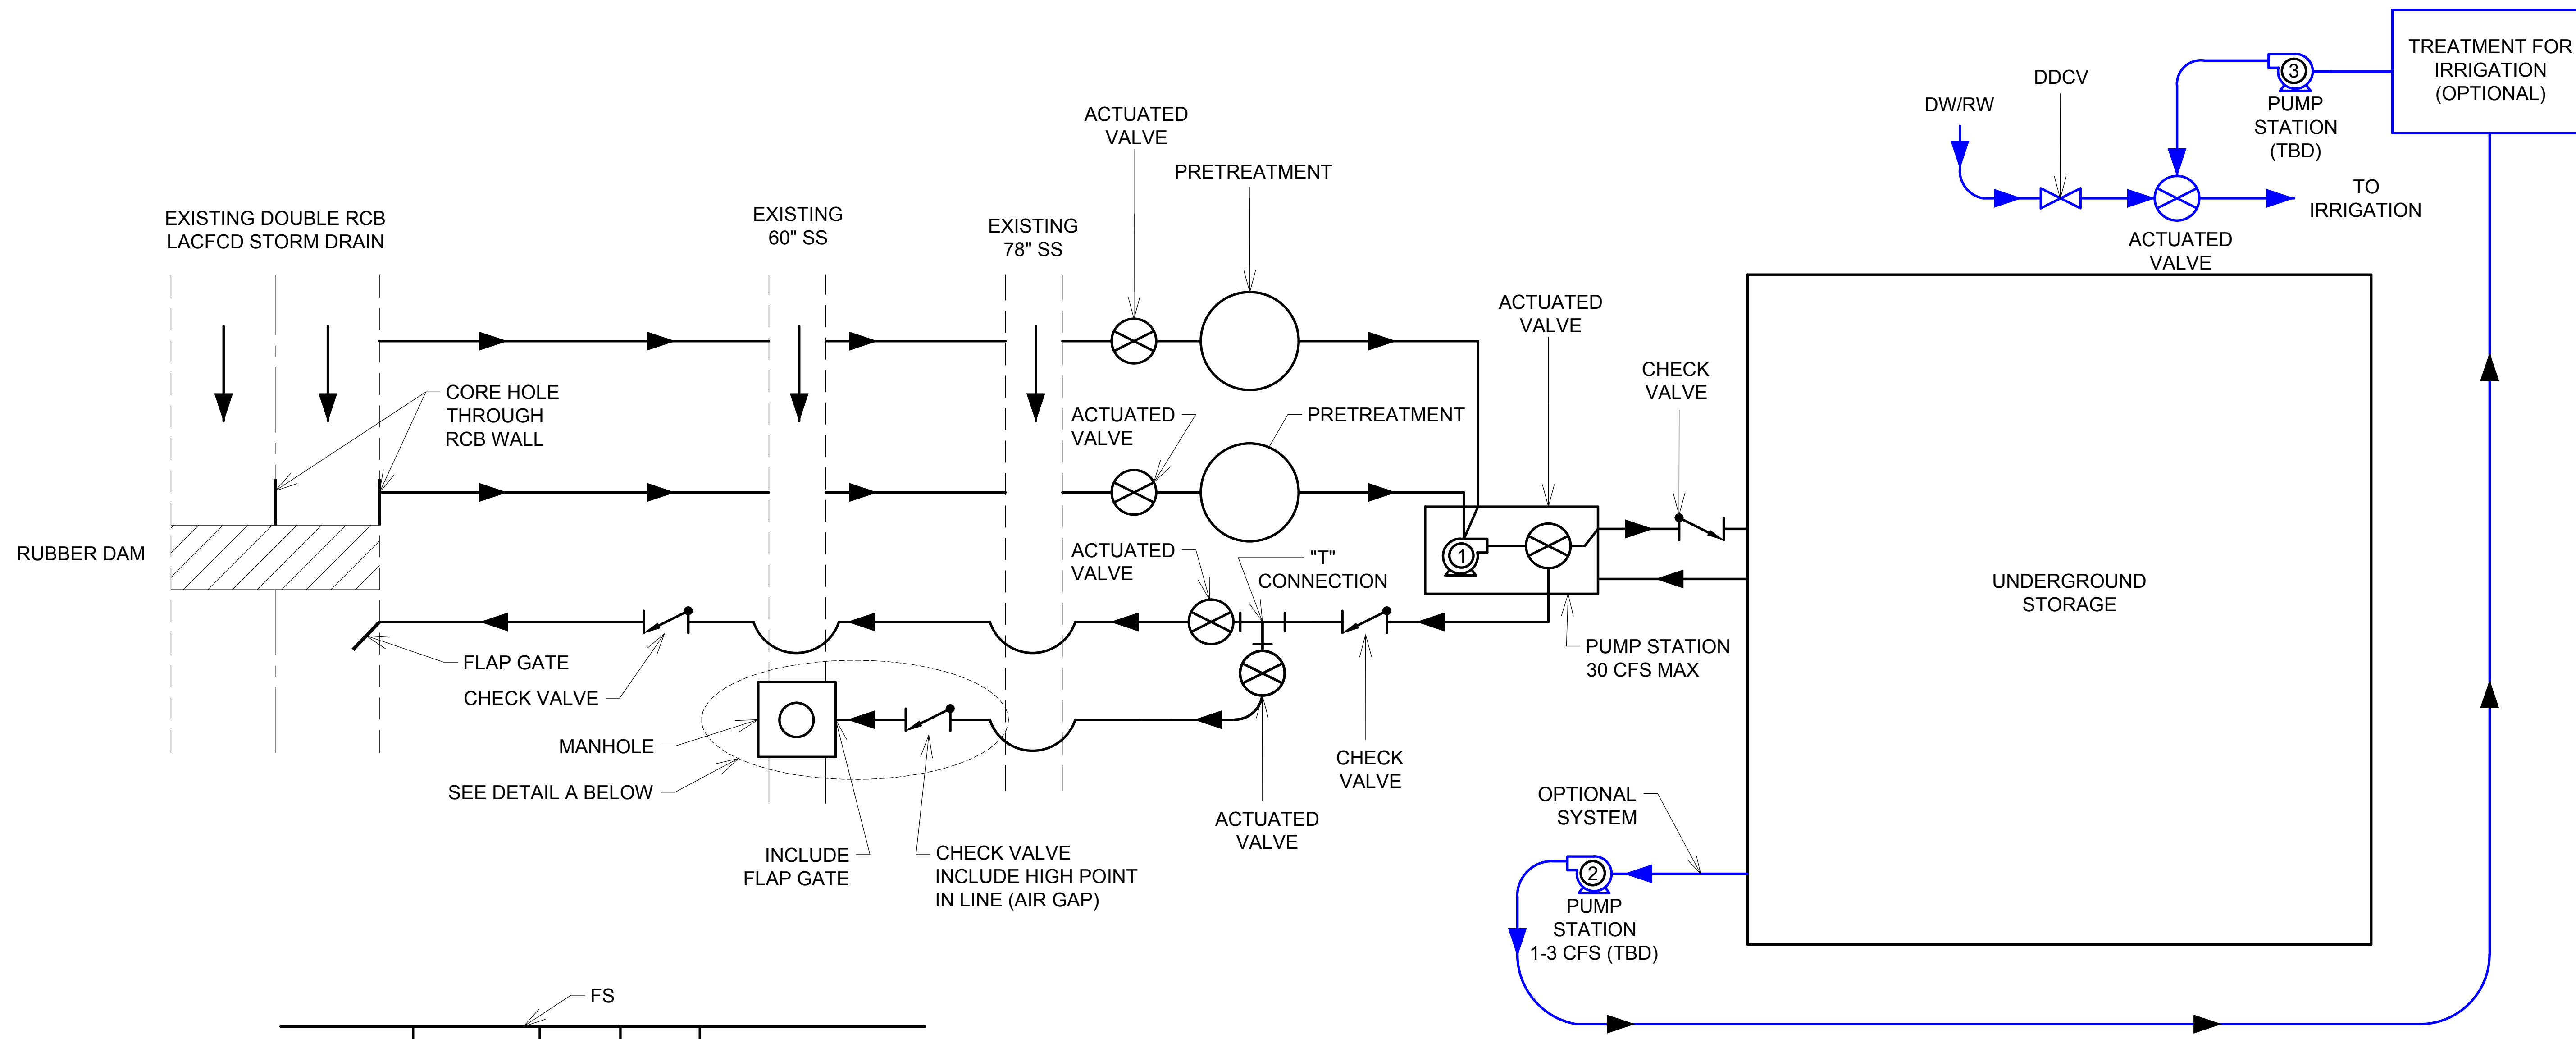 TREATMENT FOR
IRRIGATION
(OPTIONAL)
3
PUMP
STATION
(TBD)
DDCV
DW/RW
TO
IRRIGATION
ACTUATED
VALVE
ACTUATED
VALVE
PRETREATMENT
EXISTING DOUBLE RCB
LACFCD STORM DRAIN
EXISTING
60" SS
EXISTING
78" SS
ACTUATED
VALVE
CHECK
VALVE
CORE HOLE
THROUGH
RCB WALL
ACTUATED
VALVE
PRETREATMENT
RUBBER DAM
ACTUATED
VALVE
"T"
CONNECTION
1
UNDERGROUND
STORAGE
PUMP STATION
30 CFS MAX
FLAP GATE
CHECK VALVE
MANHOLE
SEE DETAIL A BELOW
CHECK
VALVE
ACTUATED
VALVE
INCLUDE
FLAP GATE
CHECK VALVE
INCLUDE HIGH POINT
IN LINE (AIR GAP)
OPTIONAL
SYSTEM
2
PUMP
STATION
1-3 CFS (TBD)
FS